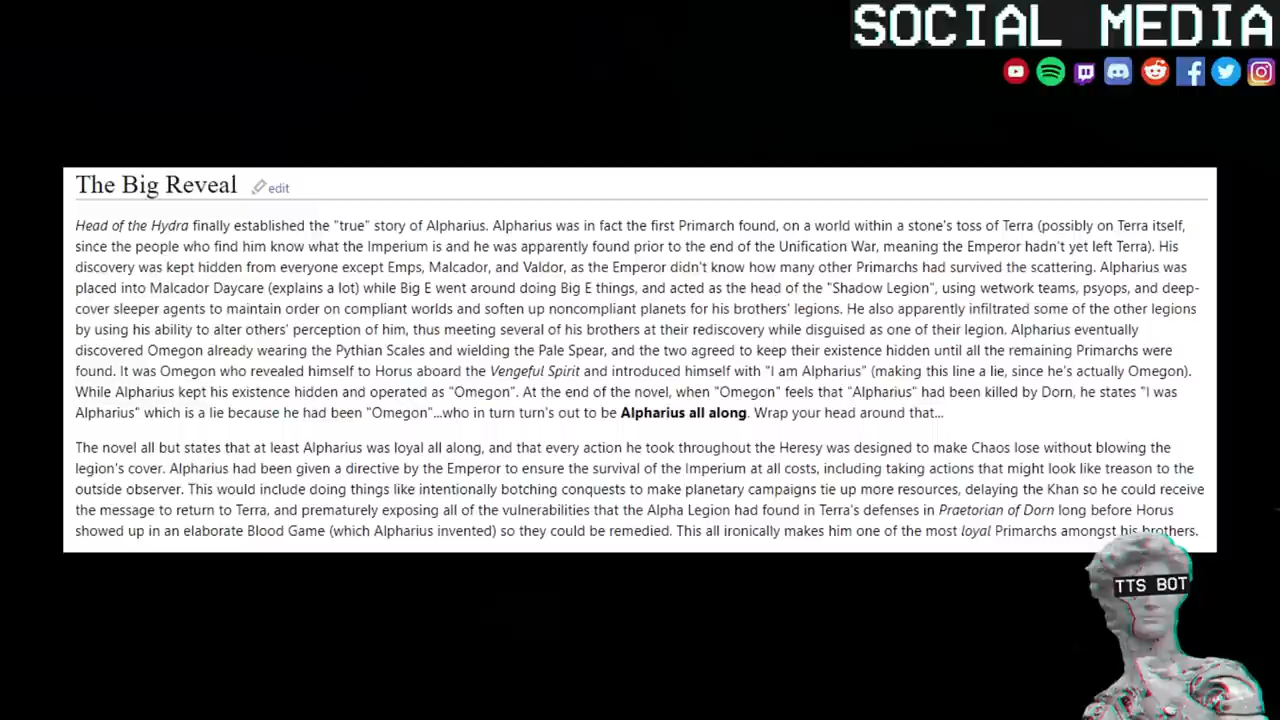 SOCIAL MEDIA
The Big Reveal edit
Head of the Hydra finally established the "true" story of Alpharius. Alpharius was in fact the first Primarch found, on a world within a stone's toss of Terra (possibly on Terra itself,
since the people who find him know what the Imperium is and he was apparently found prior to the end of the Unification War, meaning the Emperor hadn't yet left Terra). His
discovery was kept hidden from everyone except Emps, Malcador, and Valdor, as the Emperor didn't know how many other Primarchs had survived the scattering. Alpharius was
placed into Malcador Daycare (explains a lot) while Big E went around doing Big E things, and acted as the head of the "Shadow Legion", using wetwork teams, psyops, and deep-
cover sleeper agents to maintain order on compliant worlds and soften up noncompliant planets for his brothers' legions. He also apparently infiltrated some of the other legions
by using his ability to alter others' perception of him, thus meeting several of his brothers at their rediscovery while disguised as one of their legion. Alpharius eventually
discovered Omegon already wearing the Pythian Scales and wielding the Pale Spear, and the two agreed to keep their existence hidden until all the remaining Primarchs were
found. It was Omegon who revealed himself to Horus aboard the Vengeful Spirit and introduced himself with "I am Alpharius" (making this line a lie, since he's actually Omegon).
While Alpharius kept his existence hidden and operated as "Omegon". At the end of the novel, when "Omegon" feels that "Alpharius" had been killed by Dorn, he states "I was
Alpharius" which is a lie because he had been "Omegon"...who in turn turn's out to be Alpharius all along. Wrap your head around that...
The novel all but states that at least Alpharius was loyal all along, and that every action he took throughout the Heresy was designed to make Chaos lose without blowing the
legion's cover. Alpharius had been given a directive by the Emperor to ensure the survival of the Imperium at all costs, including taking actions that might look like treason to the
outside observer. This would include doing things like intentionally botching conquests to make planetary campaigns tie up more resources, delaying the Khan so he could receive
the message to return to Terra, and prematurely exposing all of the vulnerabilities that the Alpha Legion had found in Terra's defenses in Praetorian of Dorn long before Horus
showed up in an elaborate Blood Game (which Alpharius invented) so they could be remedied. This all ironically makes him one of the most loyal Primarchs amongst his brothers.
TTS BOT